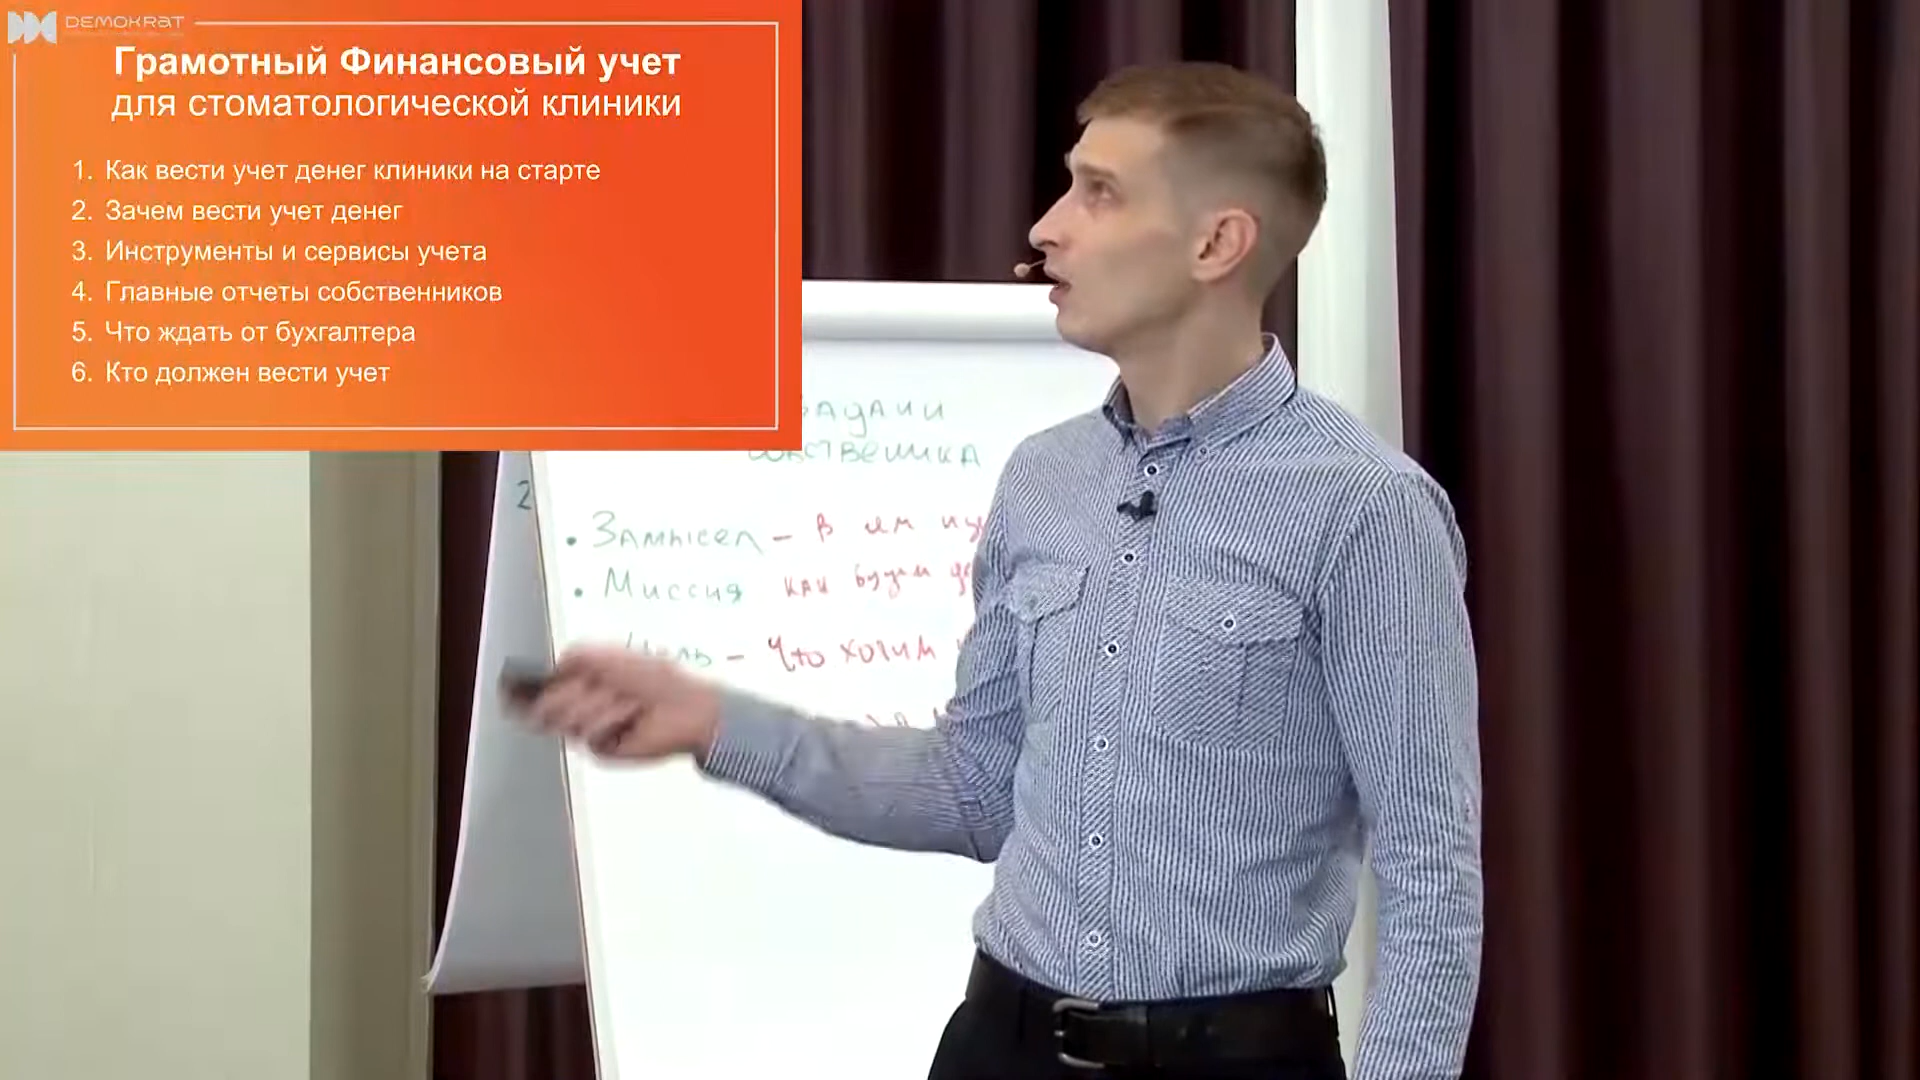 DEMOKRAT
Грамотный Финансовый учет
для стоматологической клиники
1. Как вести учет денег клиники на старте
2. Зачем вести учет денег
3. Инструменты и сервисы учета
4. Главные отчеты собственников
5. Что ждать от бухгалтера
6. Кто должен вести учет
задачи
2
• Замысел – в чем
• Миссия как будем
– Что хотим